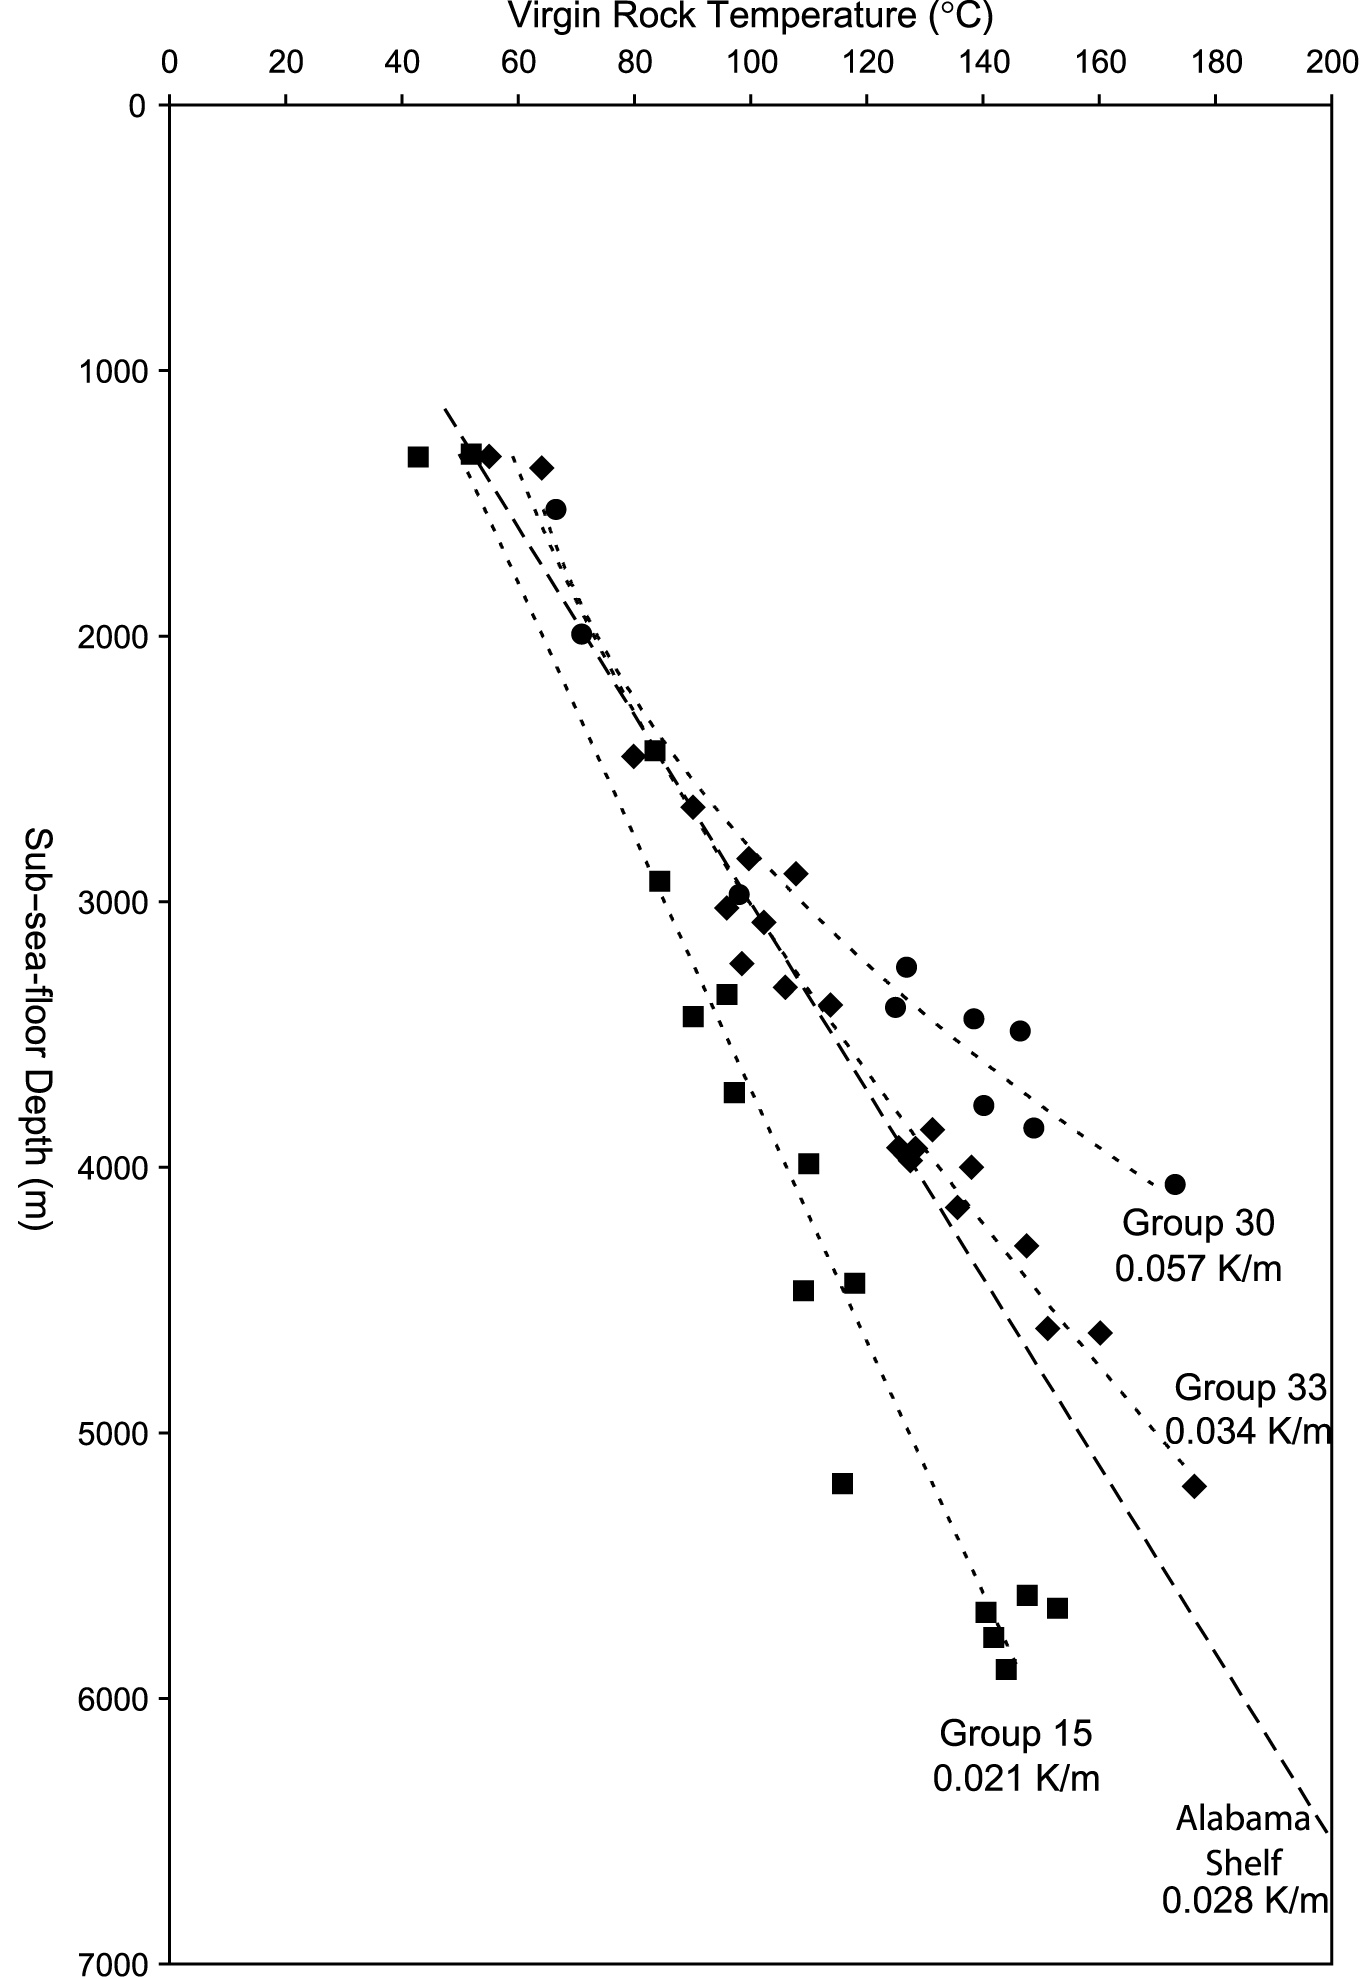 Virgin Rock Temperature (°C)
0 20 40 60 80 100 120 140 160 180 200
0
1000
2000
3000
4000
5000
6000
7000
Sub-sea-floor Depth (m)
Group 30
0.057 K/m
Group 33
0.034 K/m
Group 15
0.021 K/m
Alabama
Shelf
0.028 K/m